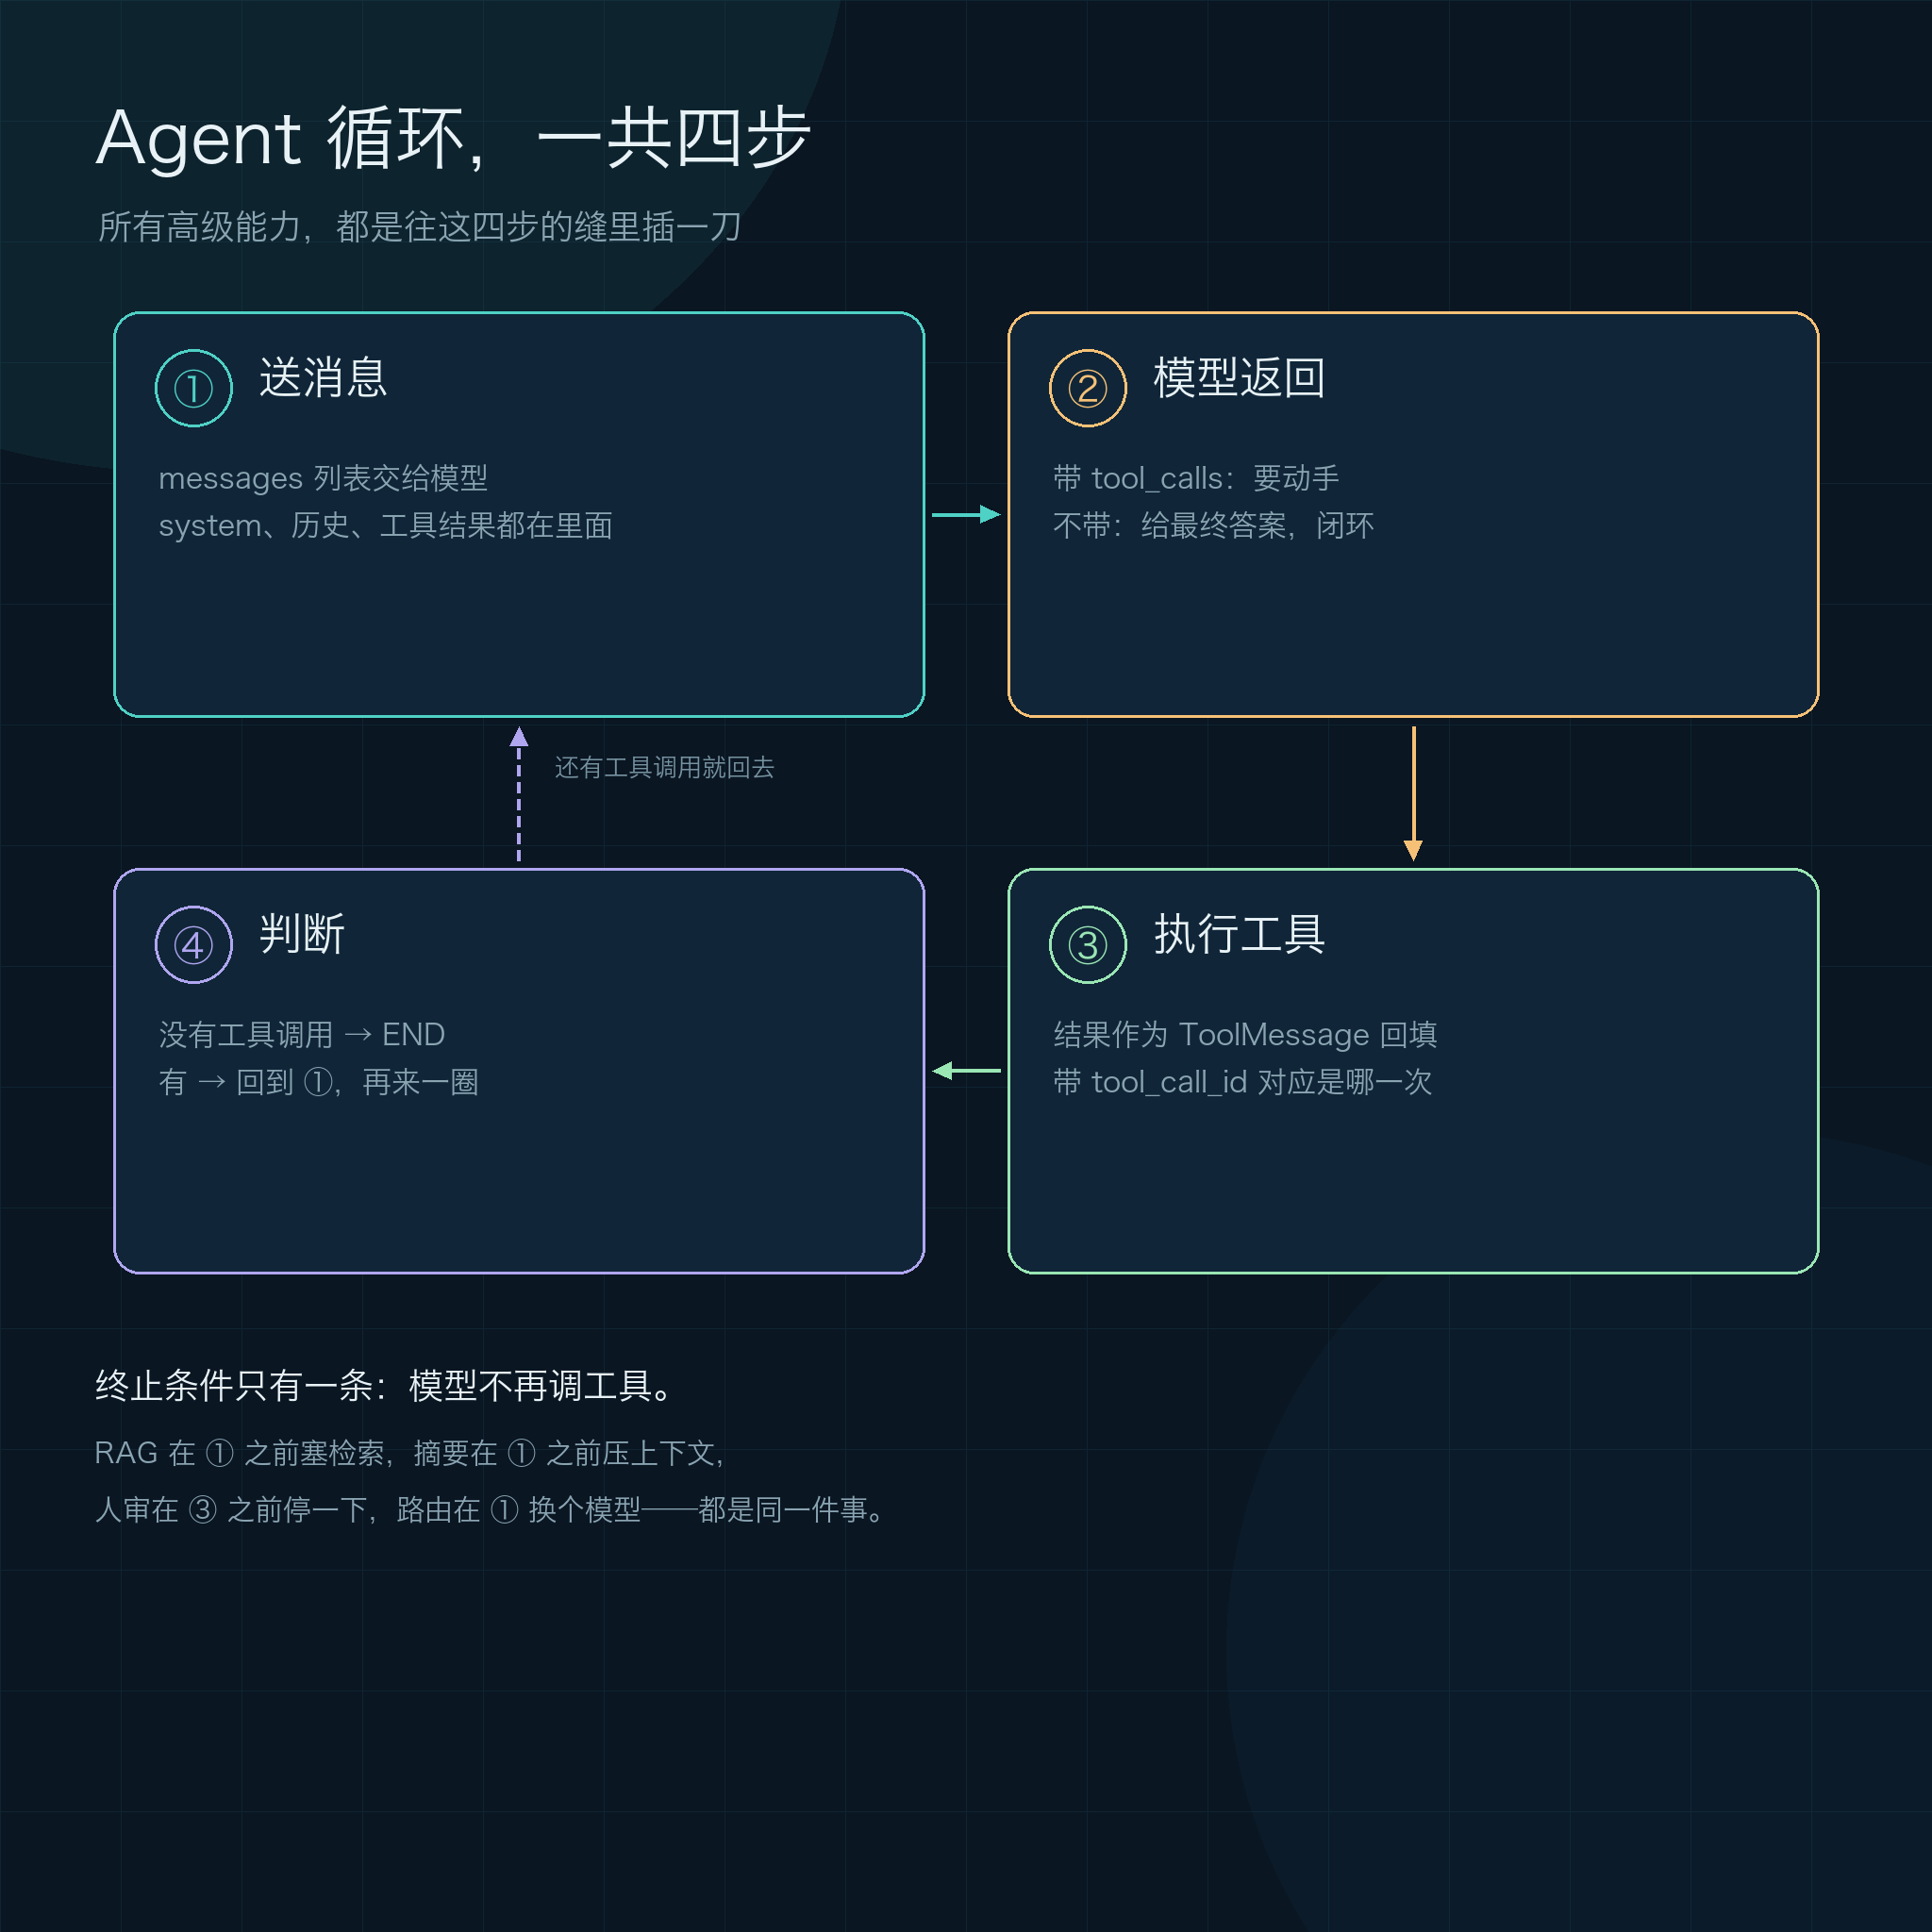 Agent 循环，一共四步
所有高级能力，都是往这四步的缝里插一刀
① 送消息
messages 列表交给模型
system、历史、工具结果都在里面
② 模型返回
带 tool_calls：要动手
不带：给最终答案，闭环
还有工具调用就回去
④ 判断
没有工具调用 → END
有 → 回到 ①，再来一圈
③ 执行工具
结果作为 ToolMessage 回填
带 tool_call_id 对应是哪一次
终止条件只有一条：模型不再调工具。
RAG 在 ① 之前塞检索，摘要在 ① 之前压上下文，
人审在 ③ 之前停一下，路由在 ① 换个模型——都是同一件事。